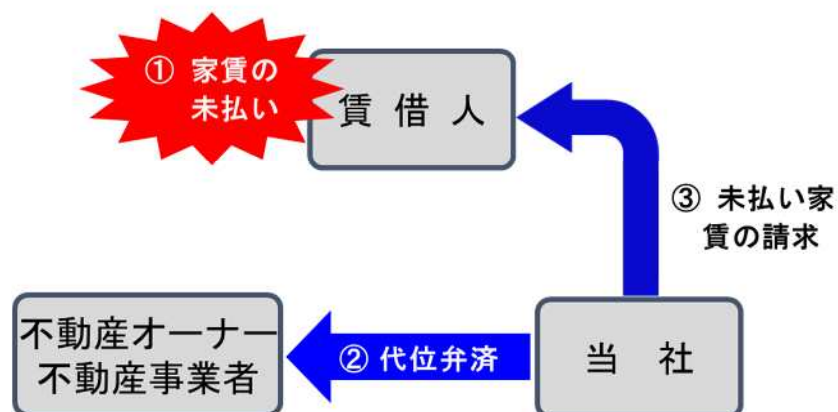 ① 家賃の
未払い
賃 借 人
③ 未払い家
賃の請求
不動産オーナー
不動産事業者
② 代位弁済
当 社